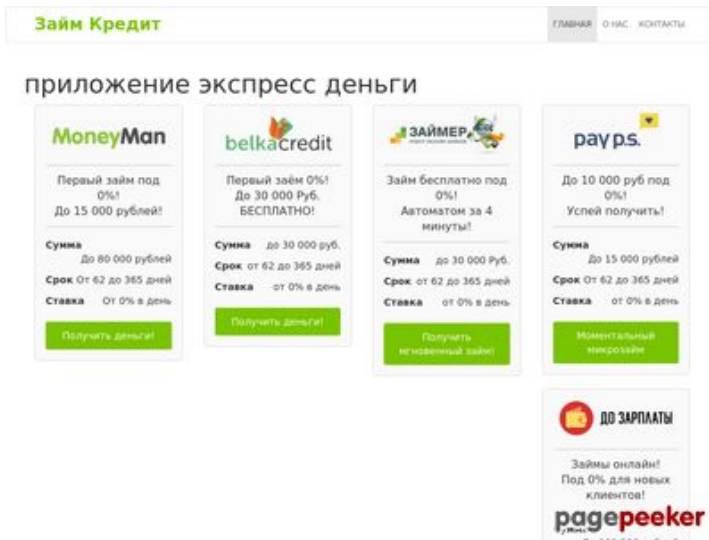 Займ Кредит
ГЛАВНАЯ О НАС КОНТАКТЫ
приложение экспресс деньги
MoneyMan
Первый займ под
0%!
До 15 000 рублей!
Сумма
До 80 000 рублей
Срок От 62 до 365 дней
Ставка От 0% в день
Получить деньги!
belkacredit
Первый заём 0%!
До 30 000 Руб.
БЕСПЛАТНО!
Сумма до 30 000 руб.
Срок от 62 до 365 дней
Ставка от 0% в день
Получить деньги!
ЗАЙМЕР
Займ бесплатно под
0%!
Автоматом за 4
минуты!
Сумма до 30 000 Руб.
Срок от 62 до 365 дней
Ставка от 0% в день
Получить
мгновенный займ!
pay p.s.
До 10 000 руб под
0%!
Успей получить!
Сумма
До 15 000 рублей
Срок От 62 до 365 дней
Ставка От 0% в день
Моментальный
микрозайм
ДО ЗАРПЛАТЫ
Займы онлайн!
Под 0% для новых
клиентов!
pagepeeker